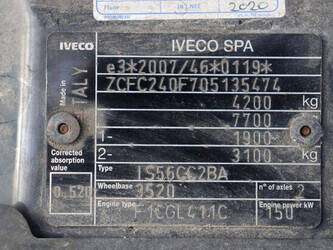 2020
IVECO IVECO SPA
e3*2007/46*0119*
Made in ITALY
ZCFC240F705135474
4200 kg
7700
1- 1900
2- 3100 kg
Corrected absorption value
0.520
Type IS56CC2BA
Wheelbase 3520 n° of axles 2
Engine type F1CGL411C Engine power kW 150